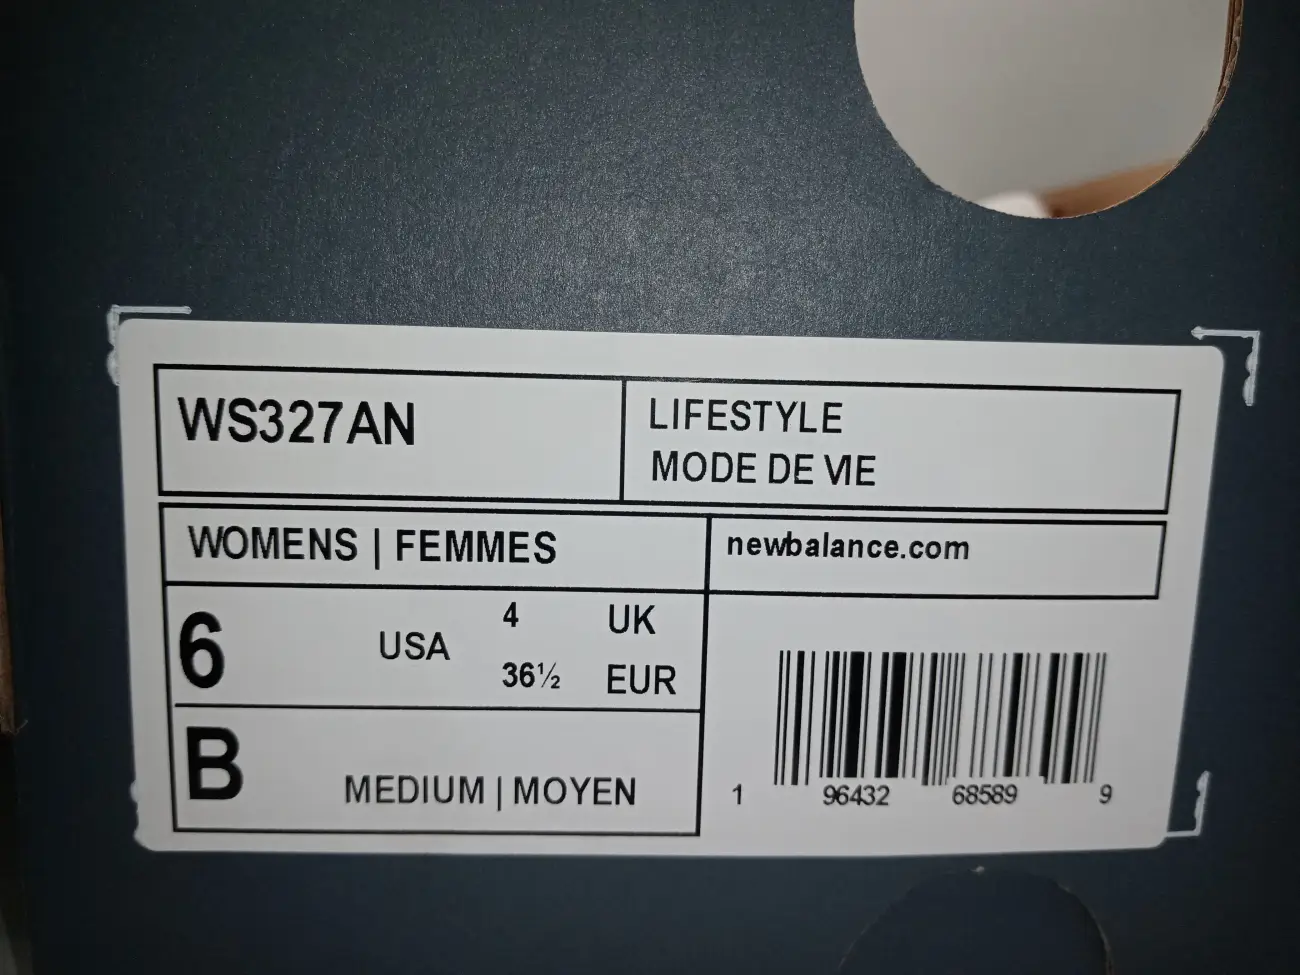 WS327AN
LIFESTYLE
MODE DE VIE
WOMENS | FEMMES
newbalance.com
6 USA
4 UK
36½ EUR
B MEDIUM | MOYEN
1 96432 68589 9